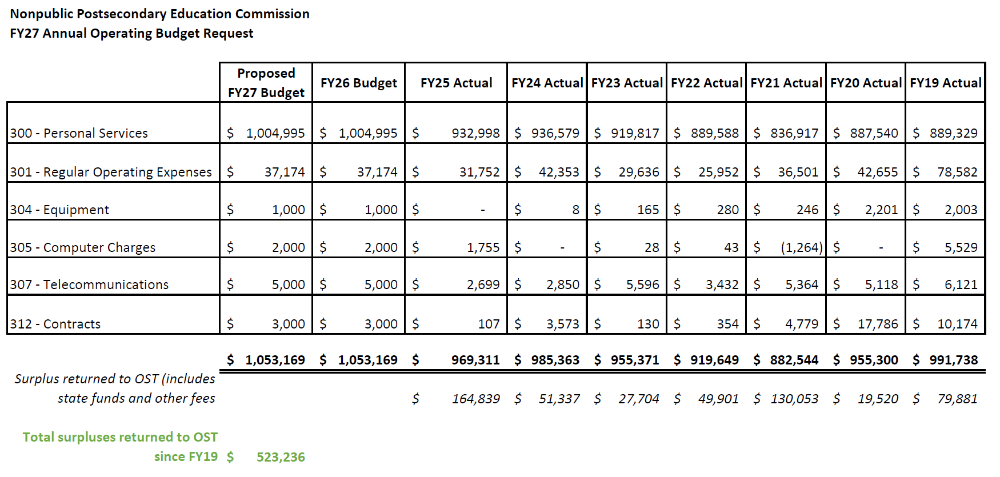 Nonpublic Postsecondary Education Commission
FY27 Annual Operating Budget Request
Proposed
FY27 Budget FY26 Budget FY25 Actual FY24 Actual FY23 Actual FY22 Actual FY21 Actual FY20 Actual FY19 Actual
300 - Personal Services $ 1,004,995 $ 1,004,995 $ 932,998 $ 936,579 $ 919,817 $ 889,588 $ 836,917 $ 887,540 $ 889,329
301 - Regular Operating Expenses $ 37,174 $ 37,174 $ 31,752 $ 42,353 $ 29,636 $ 25,952 $ 36,501 $ 42,655 $ 78,582
304 - Equipment $ 1,000 $ 1,000 $ - $ 8 $ 165 $ 280 $ 246 $ 2,201 $ 2,003
305 - Computer Charges $ 2,000 $ 2,000 $ 1,755 $ - $ 28 $ 43 $ (1,264) $ - $ 5,529
307 - Telecommunications $ 5,000 $ 5,000 $ 2,699 $ 2,850 $ 5,596 $ 3,432 $ 5,364 $ 5,118 $ 6,121
312 - Contracts $ 3,000 $ 3,000 $ 107 $ 3,573 $ 130 $ 354 $ 4,779 $ 17,786 $ 10,174
$ 1,053,169 $ 1,053,169 $ 969,311 $ 985,363 $ 955,371 $ 919,649 $ 882,544 $ 955,300 $ 991,738
Surplus returned to OST (includes
state funds and other fees $ 164,839 $ 51,337 $ 27,704 $ 49,901 $ 130,053 $ 19,520 $ 79,881
Total surpluses returned to OST
since FY19 $ 523,236